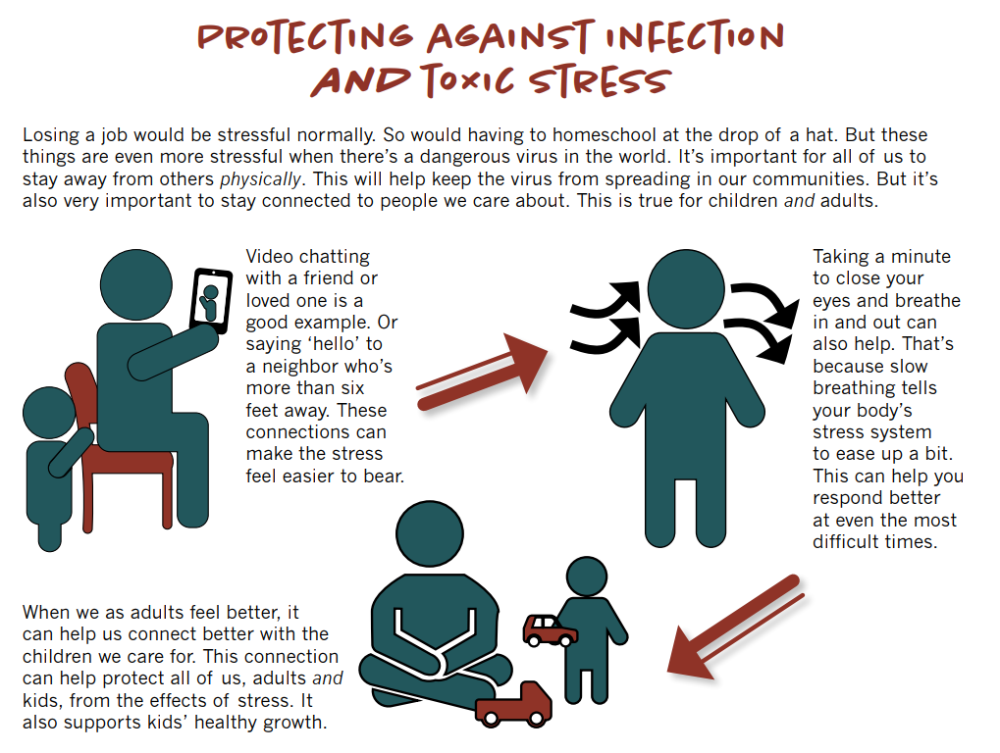 PROTECTING AGAINST INFECTION
AND TOXIC STRESS
Losing a job would be stressful normally. So would having to homeschool at the drop of a hat. But these
things are even more stressful when there’s a dangerous virus in the world. It’s important for all of us to
stay away from others physically. This will help keep the virus from spreading in our communities. But it’s
also very important to stay connected to people we care about. This is true for children and adults.
Video chatting
with a friend or
loved one is a
good example. Or
saying ‘hello’ to
a neighbor who’s
more than six
feet away. These
connections can
make the stress
feel easier to bear.
Taking a minute
to close your
eyes and breathe
in and out can
also help. That’s
because slow
breathing tells
your body’s
stress system
to ease up a bit.
This can help you
respond better
at even the most
difficult times.
When we as adults feel better, it
can help us connect better with the
children we care for. This connection
can help protect all of us, adults and
kids, from the effects of stress. It
also supports kids’ healthy growth.